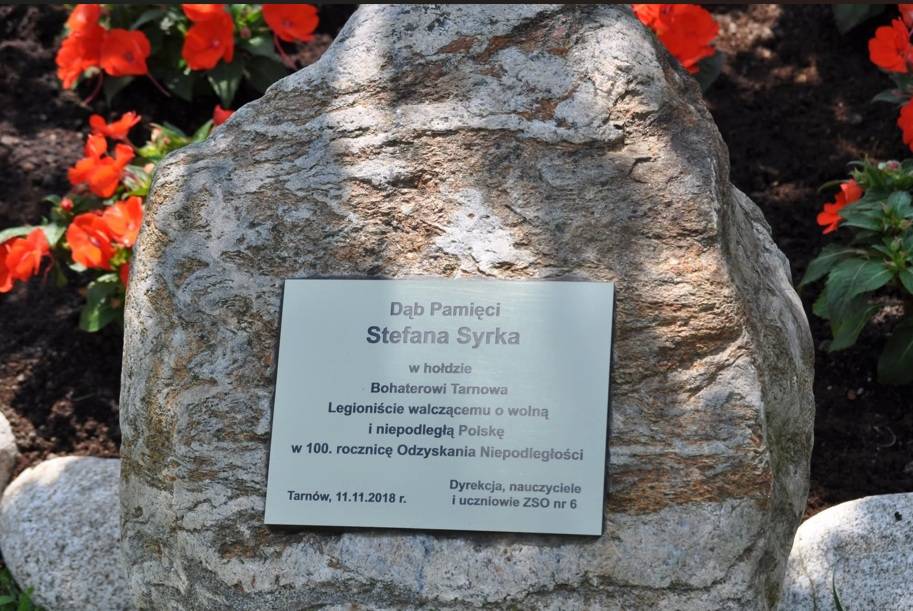 Dąb Pamięci
Stefana Syrka
w hołdzie
Bohaterowi Tarnowa
Legioniście walczącemu o wolną
i niepodległą Polskę
w 100. rocznicę Odzyskania Niepodległości
Tarnów, 11.11.2018 r.
Dyrekcja, nauczyciele
i uczniowie ZSO nr 6